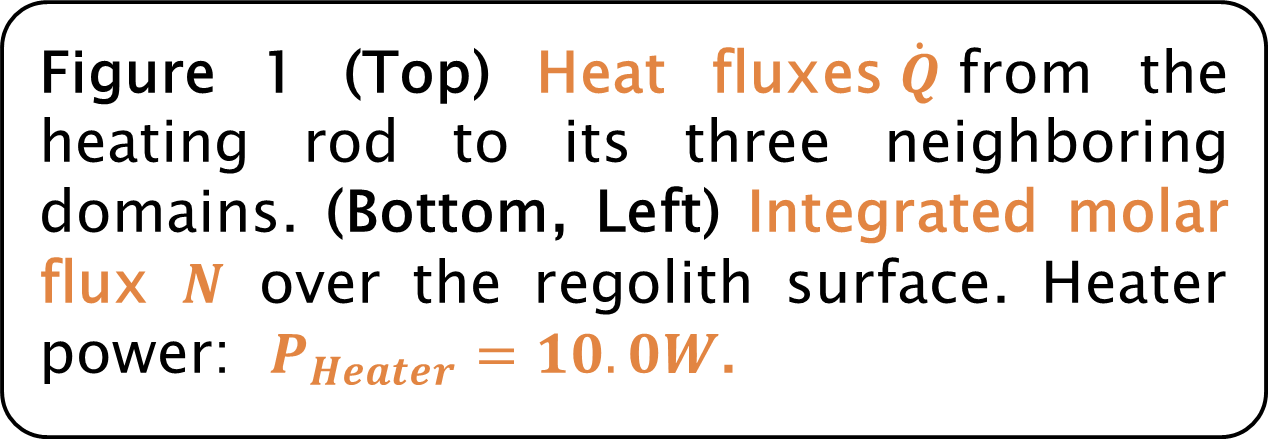 Figure 1 (Top) Heat fluxes Q̇ from the
heating rod to its three neighboring
domains. (Bottom, Left) Integrated molar
flux N over the regolith surface. Heater
power: P_Heater = 10.0W.